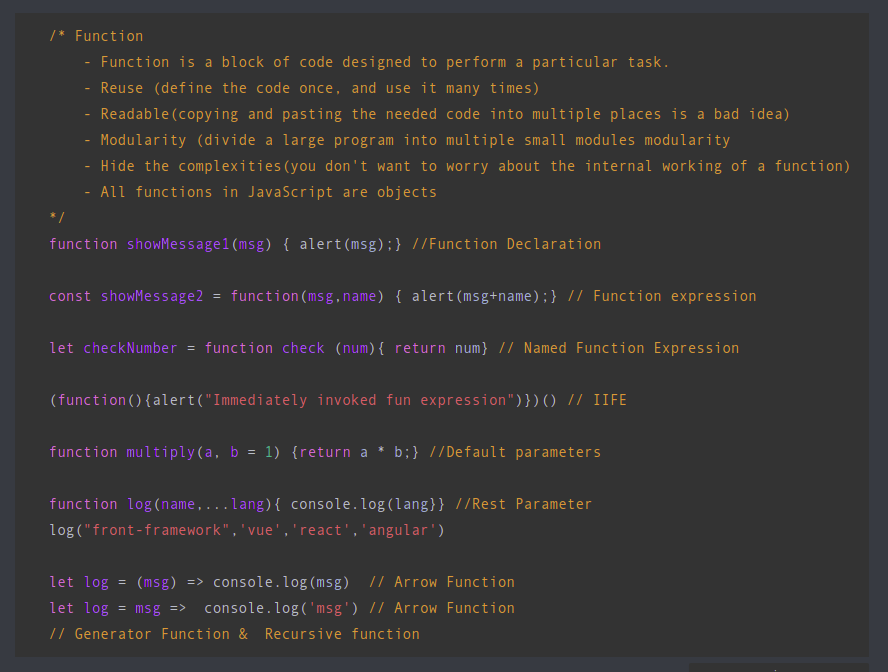 /* Function
- Function is a block of code designed to perform a particular task.
- Reuse (define the code once, and use it many times)
- Readable(copying and pasting the needed code into multiple places is a bad idea)
- Modularity (divide a large program into multiple small modules modularity
- Hide the complexities(you don't want to worry about the internal working of a function)
- All functions in JavaScript are objects
*/
function showMessage1(msg) { alert(msg);} //Function Declaration
const showMessage2 = function(msg,name) { alert(msg+name);} // Function expression
let checkNumber = function check (num){ return num} // Named Function Expression
(function(){alert("Immediately invoked fun expression")})() // IIFE
function multiply(a, b = 1) {return a * b;} //Default parameters
function log(name,...lang){ console.log(lang}} //Rest Parameter
log("front-framework",'vue','react','angular')
let log = (msg) => console.log(msg)  // Arrow Function
let log = msg =>  console.log('msg') // Arrow Function
// Generator Function &  Recursive function